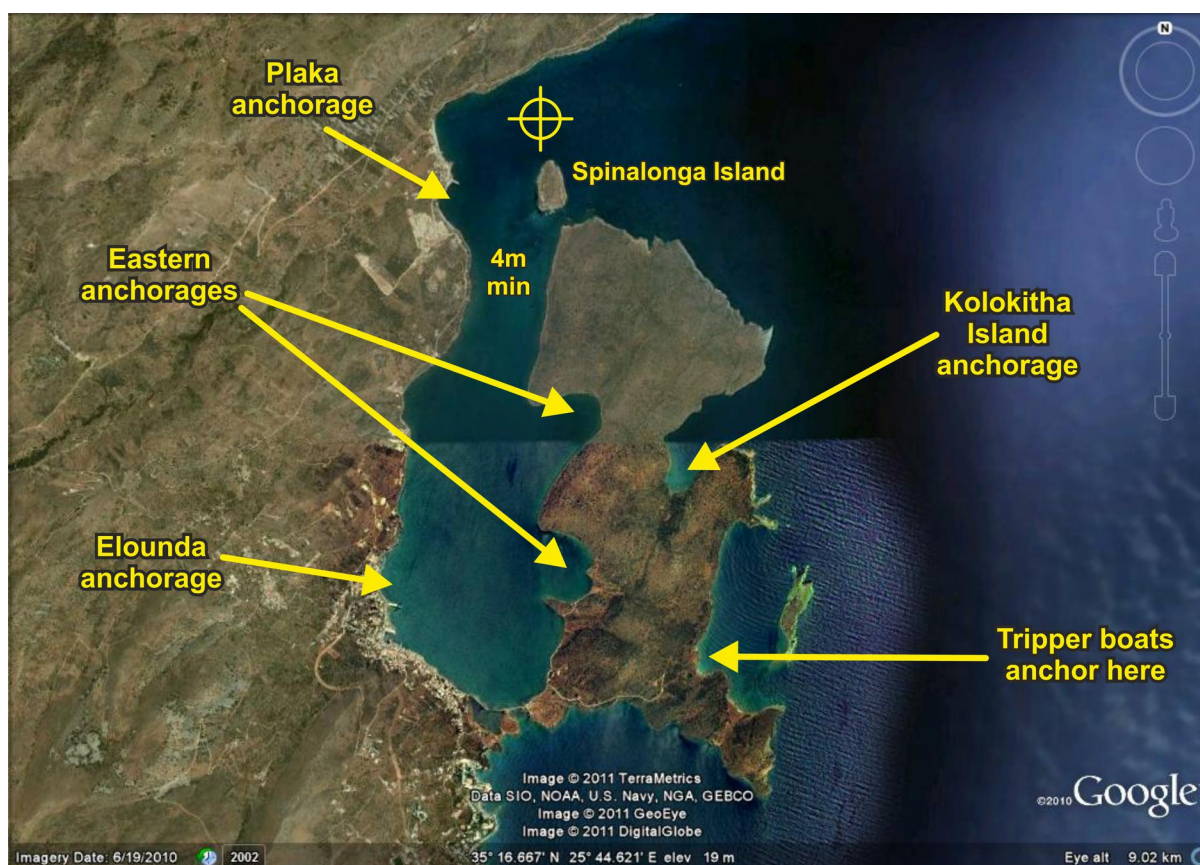 N
Plaka
anchorage
Spinalonga Island
4m
min
Eastern
anchorages
Kolokitha
Island
anchorage
Elounda
anchorage
Tripper boats
anchor here
Image © 2011 TerraMetrics
Data SIO, NOAA, U.S. Navy, NGA, GEBCO
Image © 2011 GeoEye
Image © 2011 DigitalGlobe
©2010 Google
Imagery Date: 6/19/2010 2002 35° 16.667' N 25° 44.621' E elev 19 m Eye alt 9.02 km